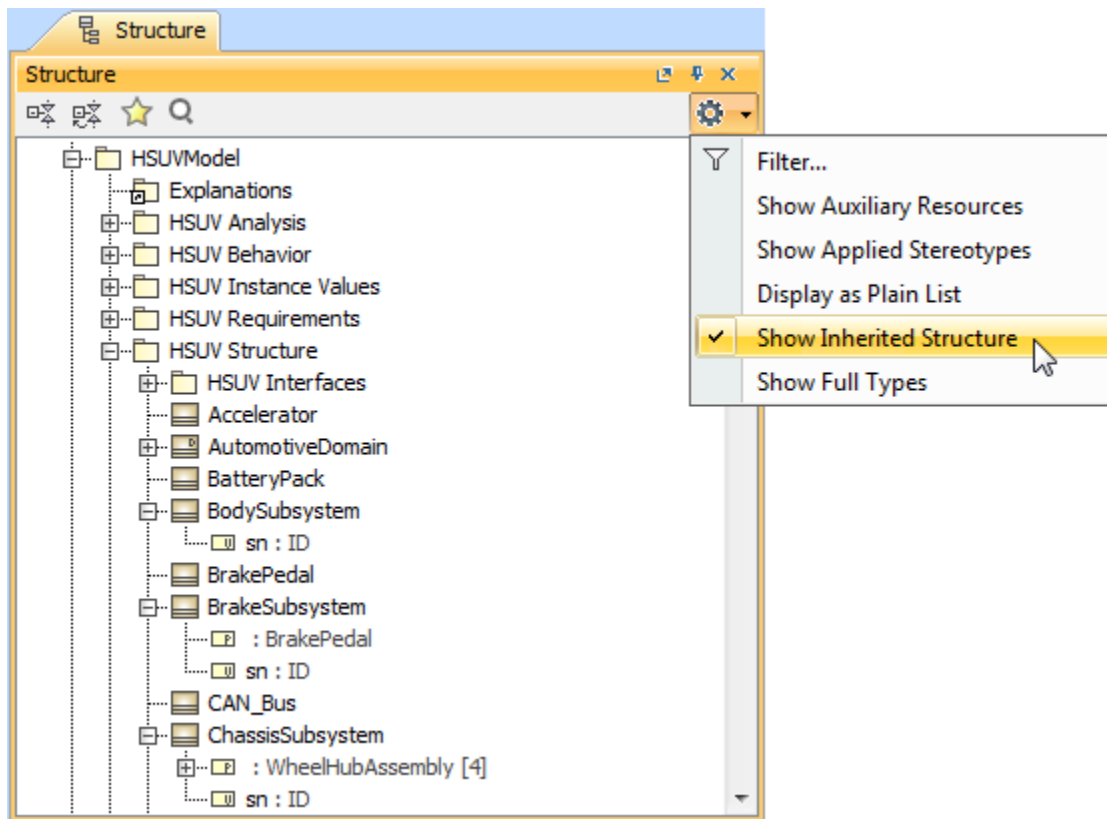 Structure
Structure
HSUVModel
Explanations
HSUV Analysis
HSUV Behavior
HSUV Instance Values
HSUV Requirements
HSUV Structure
HSUV Interfaces
Accelerator
AutomotiveDomain
BatteryPack
BodySubsystem
sn : ID
BrakePedal
BrakeSubsystem
: BrakePedal
sn : ID
CAN_Bus
ChassisSubsystem
: WheelHubAssembly [4]
sn : ID
Filter...
Show Auxiliary Resources
Show Applied Stereotypes
Display as Plain List
Show Inherited Structure
Show Full Types